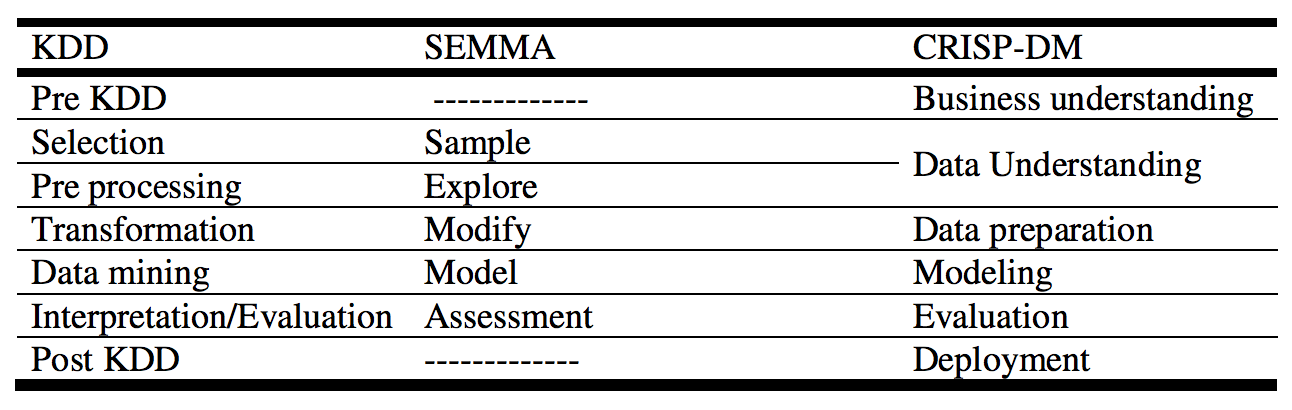 KDD SEMMA CRISP-DM
Pre KDD ------------- Business understanding
Selection Sample
Data Understanding
Pre processing Explore
Transformation Modify Data preparation
Data mining Model Modeling
Interpretation/Evaluation Assessment Evaluation
Post KDD ------------- Deployment